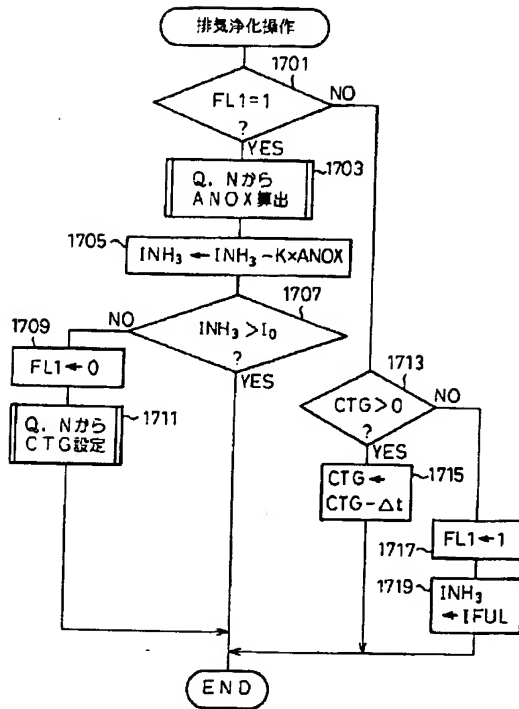 排気浄化操作
1701
FL1=1
?
NO
YES
Q, Nから
ANOX算出
1703
1705
INH₃ ← INH₃−K×ANOX
1707
INH₃>I₀
?
NO
YES
1709
FL1←0
Q, Nから
CTG設定
1711
1713
CTG>0
?
NO
YES
CTG←
CTG−Δt
1715
FL1←1
1717
1719
INH₃
←IFUL
END